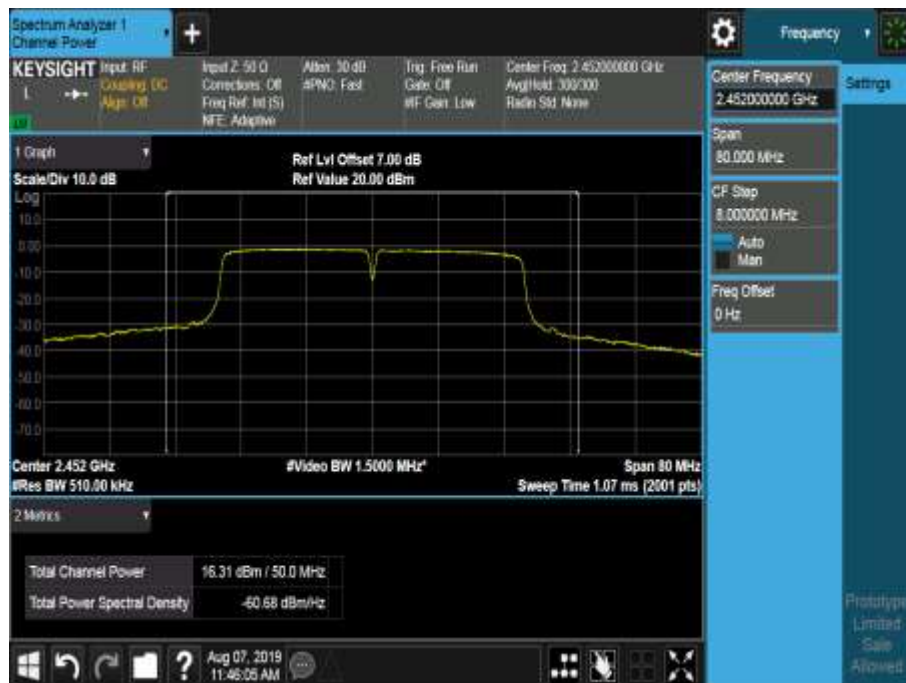 Spectrum Analyzer 1
Channel Power
+
Frequency
KEYSIGHT
L
Input: RF
Coupling: DC
Align: Off
Input Z: 50 Ω
Corrections: Off
Freq Ref: Int (S)
NFE: Adaptive
Atten: 30 dB
#PNO: Fast
Trig: Free Run
Gate: Off
#IF Gain: Low
Center Freq: 2.452000000 GHz
Avg|Hold: 300/300
Radio Std: None
Center Frequency
2.452000000 GHz
Settings
Span
80.000 MHz
CF Step
8.000000 MHz
Auto
Man
Freq Offset
0 Hz
1 Graph
Scale/Div 10.0 dB
Ref Lvl Offset 7.00 dB
Ref Value 20.00 dBm
Log
10.0
0.00
-10.0
-20.0
-30.0
-40.0
-50.0
-60.0
-70.0
Center 2.452 GHz
#Video BW 1.5000 MHz*
Span 80 MHz
#Res BW 510.00 kHz
Sweep Time 1.07 ms (2001 pts)
2 Metrics
Total Channel Power
16.31 dBm / 50.0 MHz
Total Power Spectral Density
-60.68 dBm/Hz
Prototype
Limited
Sale
Allowed
?
Aug 07, 2019
11:46:05 AM